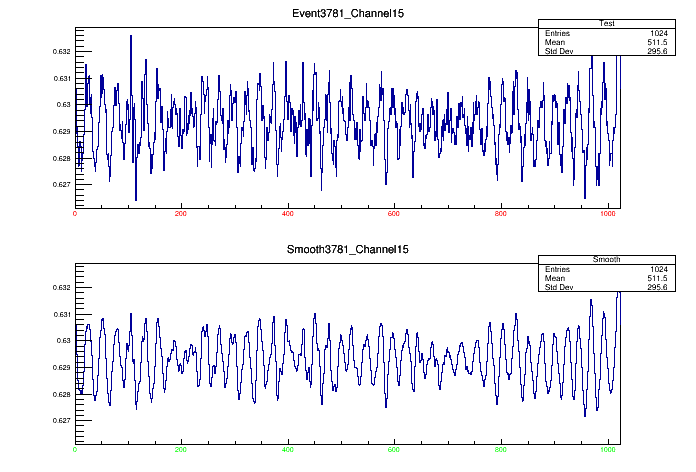 Event3781_Channel15
Test
Entries 1024
Mean 511.5
Std Dev 295.6
0.632
0.631
0.63
0.629
0.628
0.627
0 200 400 600 800 1000
Smooth3781_Channel15
Smooth
Entries 1024
Mean 511.5
Std Dev 295.6
0.632
0.631
0.63
0.629
0.628
0.627
0 200 400 600 800 1000